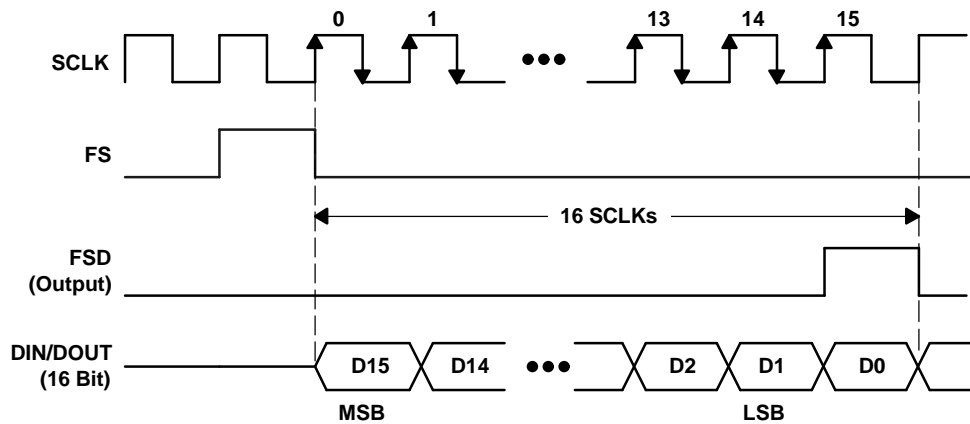 0 1 13 14 15
SCLK
FS
16 SCLKs
FSD
(Output)
DIN/DOUT
(16 Bit)
D15 D14 D2 D1 D0
MSB LSB